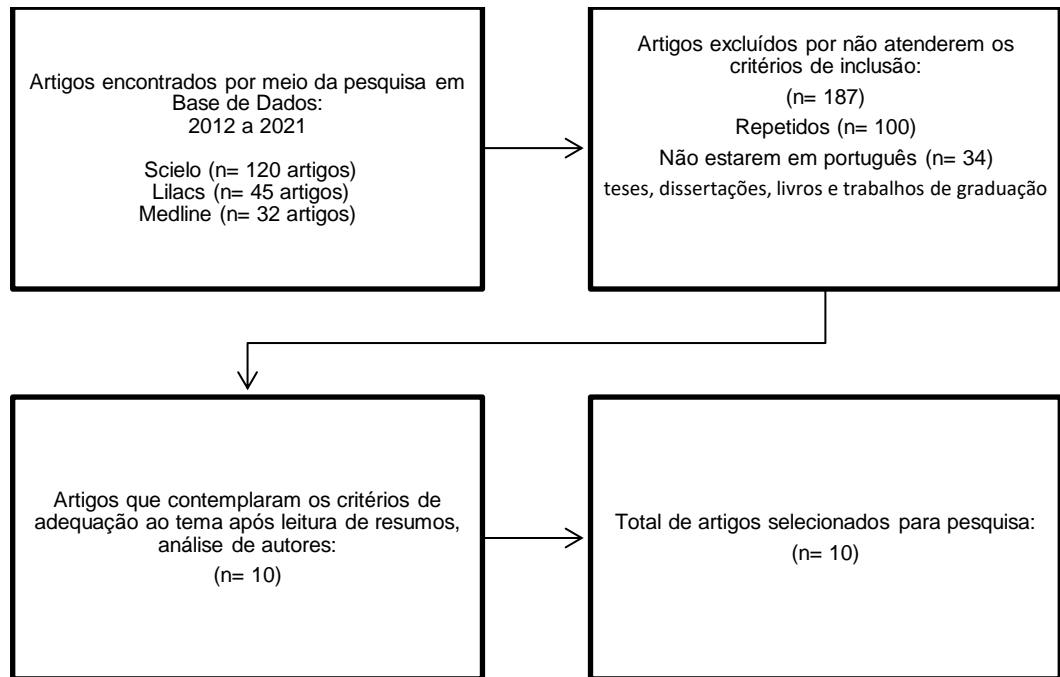 Artigos encontrados por meio da pesquisa em
Base de Dados:
2012 a 2021
Scielo (n= 120 artigos)
Lilacs (n= 45 artigos)
Medline (n= 32 artigos)
Artigos excluídos por não atenderem os
critérios de inclusão:
(n= 187)
Repetidos (n= 100)
Não estarem em português (n= 34)
teses, dissertações, livros e trabalhos de graduação
Artigos que contemplaram os critérios de
adequação ao tema após leitura de resumos,
análise de autores:
(n= 10)
Total de artigos selecionados para pesquisa:
(n= 10)